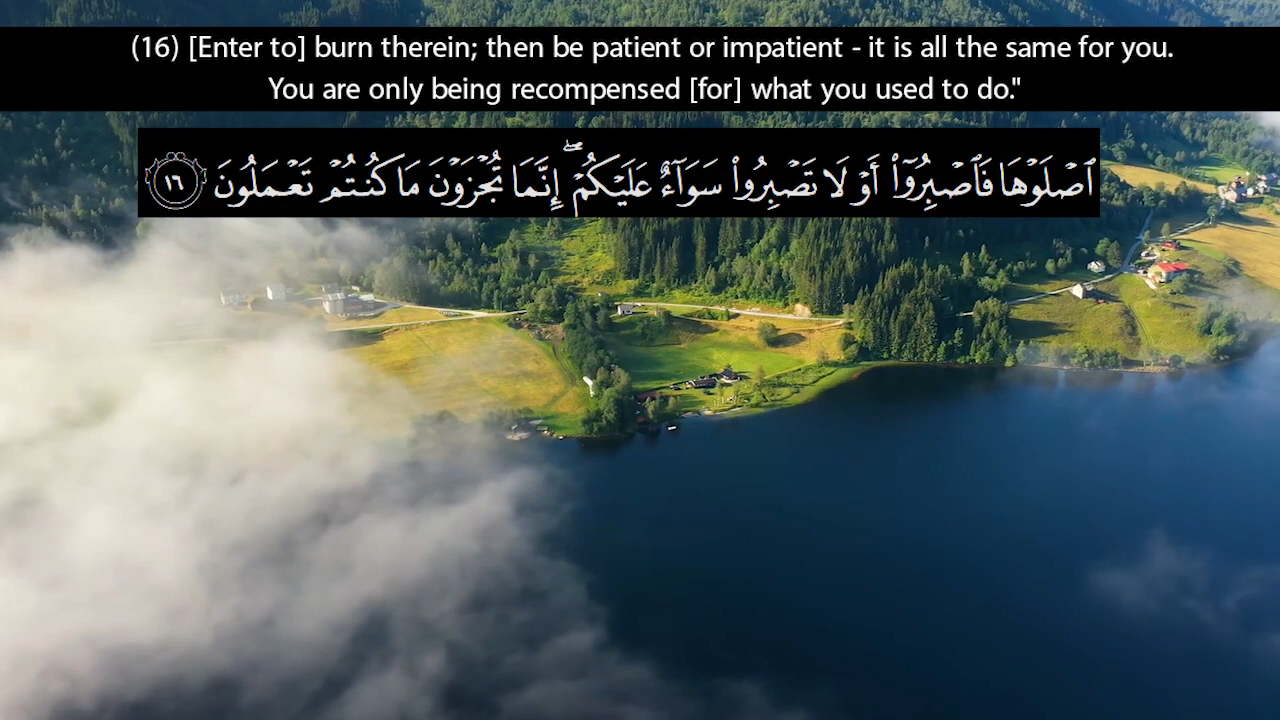 (16) [Enter to] burn therein; then be patient or impatient - it is all the same for you.
You are only being recompensed [for] what you used to do."
ٱصۡلَوۡهَا فَٱصۡبِرُوٓاْ أَوۡ لَا تَصۡبِرُواْ سَوَآءٌ عَلَيۡكُمۡۖ إِنَّمَا تُجۡزَوۡنَ مَا كُنتُمۡ تَعۡمَلُونَ ١٦